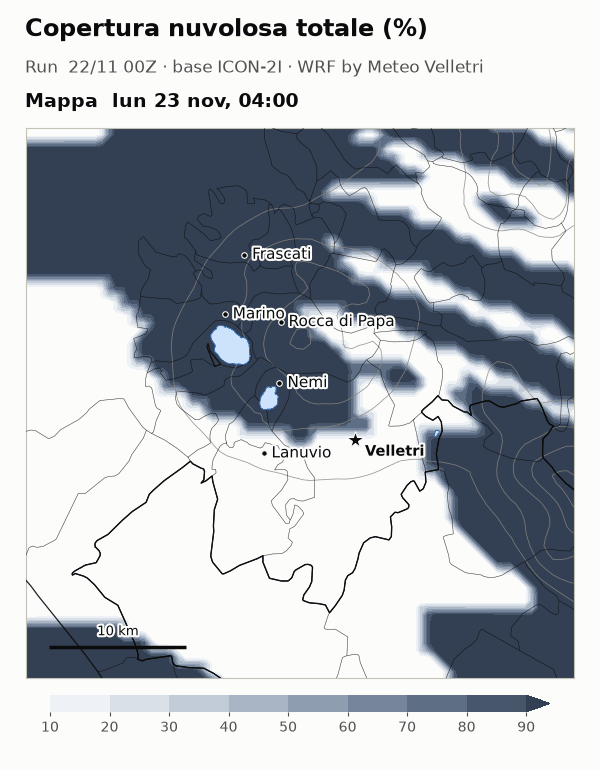 Copertura nuvolosa totale (%)
Run  22/11 00Z · base ICON-2I · WRF by Meteo Velletri
Mappa  lun 23 nov, 04:00
Frascati
Marino
Rocca di Papa
Nemi
Velletri
Lanuvio
10 km
10 20 30 40 50 60 70 80 90